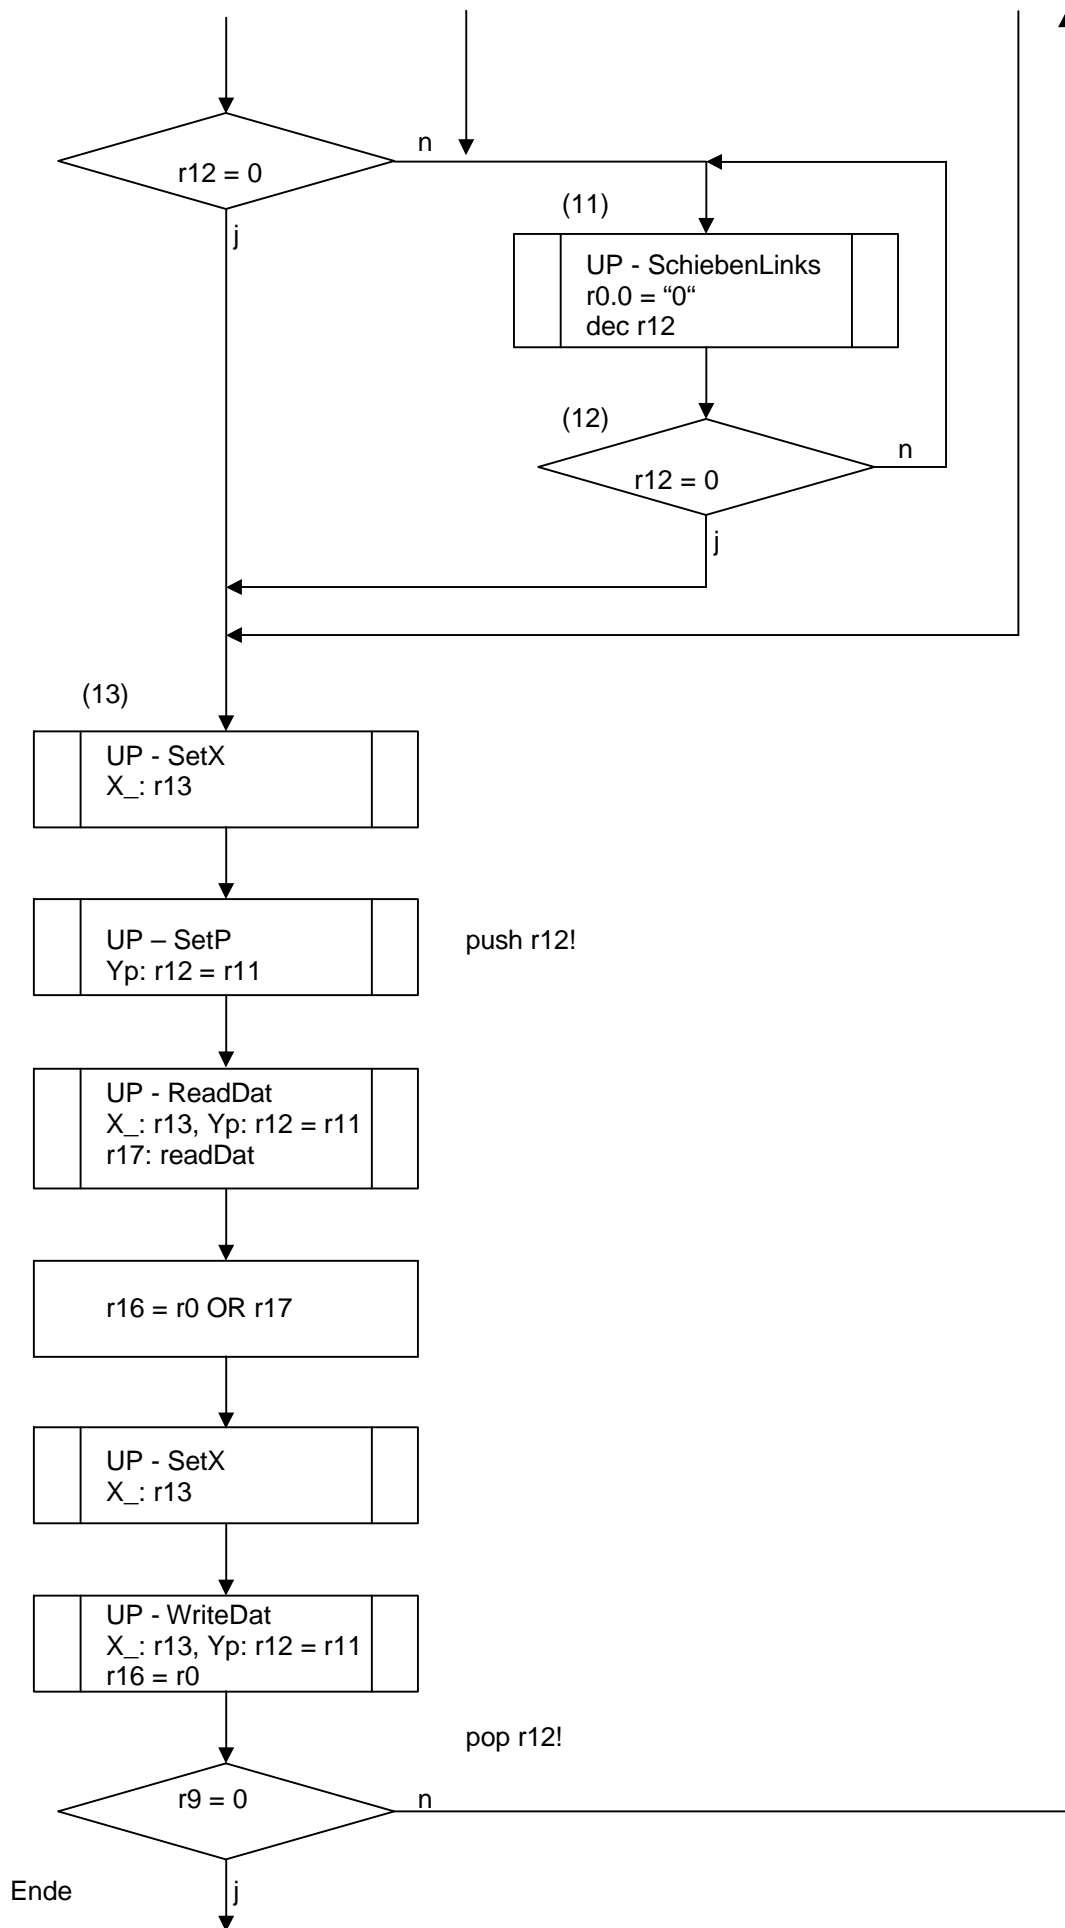 n
r12 = 0
j
(11)
UP - SchiebenLinks
r0.0 = “0“
dec r12
(12)
n
r12 = 0
j
(13)
UP - SetX
X_: r13
UP – SetP
Yp: r12 = r11
push r12!
UP - ReadDat
X_: r13, Yp: r12 = r11
r17: readDat
r16 = r0 OR r17
UP - SetX
X_: r13
UP - WriteDat
X_: r13, Yp: r12 = r11
r16 = r0
pop r12!
r9 = 0
n
Ende
j